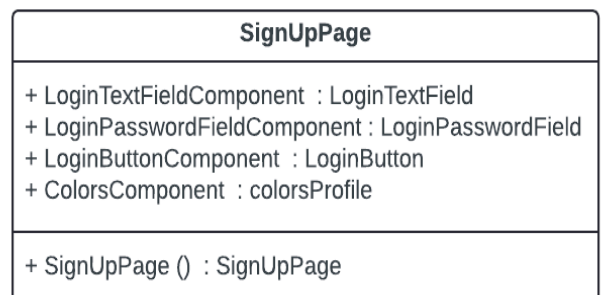 SignUpPage
+ LoginTextFieldComponent : LoginTextField
+ LoginPasswordFieldComponent : LoginPasswordField
+ LoginButtonComponent : LoginButton
+ ColorsComponent : colorsProfile
+ SignUpPage () : SignUpPage